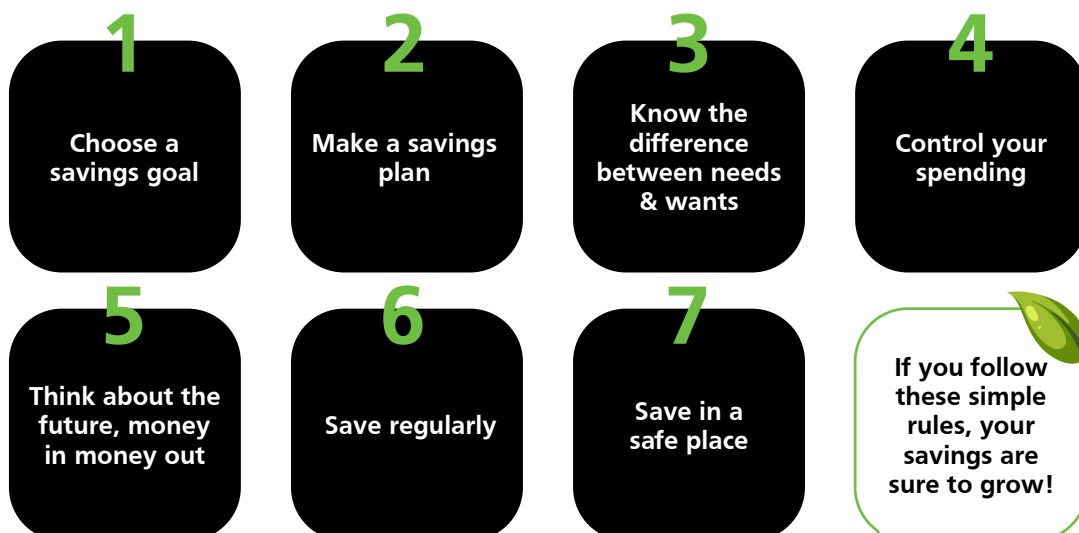 1
Choose a
savings goal
2
Make a savings
plan
3
Know the
difference
between needs
& wants
4
Control your
spending
5
Think about the
future, money
in money out
6
Save regularly
7
Save in a
safe place
If you follow
these simple
rules, your
savings are
sure to grow!